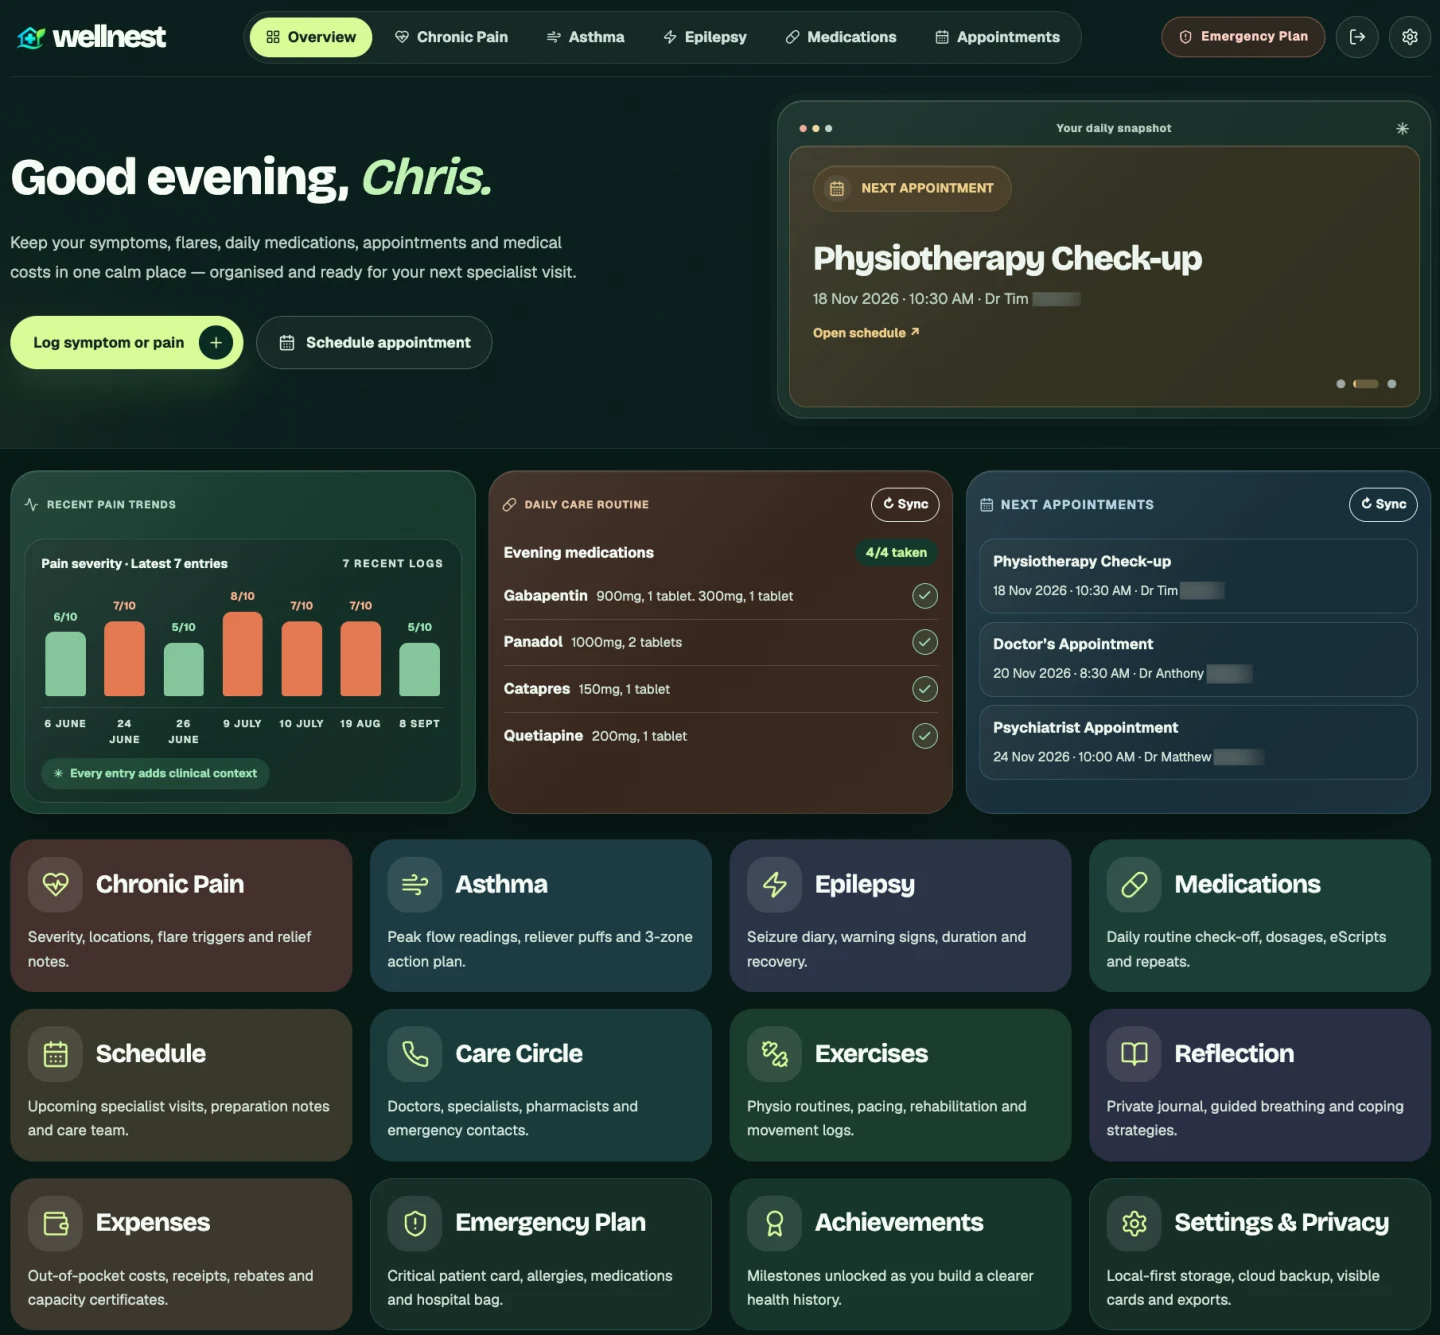 wellnest
Overview
Chronic Pain
Asthma
Epilepsy
Medications
Appointments
Emergency Plan
Good evening, Chris.
Keep your symptoms, flares, daily medications, appointments and medical
costs in one calm place — organised and ready for your next specialist visit.
Log symptom or pain
Schedule appointment
Your daily snapshot
NEXT APPOINTMENT
Physiotherapy Check-up
18 Nov 2026 · 10:30 AM · Dr Tim
Open schedule ↗
RECENT PAIN TRENDS
Pain severity · Latest 7 entries
7 RECENT LOGS
6/10
7/10
5/10
8/10
7/10
7/10
5/10
6 JUNE
24
JUNE
26
JUNE
9 JULY
10 JULY
19 AUG
8 SEPT
Every entry adds clinical context
DAILY CARE ROUTINE
Sync
Evening medications
4/4 taken
Gabapentin 900mg, 1 tablet. 300mg, 1 tablet
Panadol 1000mg, 2 tablets
Catapres 150mg, 1 tablet
Quetiapine 200mg, 1 tablet
NEXT APPOINTMENTS
Sync
Physiotherapy Check-up
18 Nov 2026 · 10:30 AM · Dr Tim
Doctor's Appointment
20 Nov 2026 · 8:30 AM · Dr Anthony
Psychiatrist Appointment
24 Nov 2026 · 10:00 AM · Dr Matthew
Chronic Pain
Severity, locations, flare triggers and relief
notes.
Asthma
Peak flow readings, reliever puffs and 3-zone
action plan.
Epilepsy
Seizure diary, warning signs, duration and
recovery.
Medications
Daily routine check-off, dosages, eScripts
and repeats.
Schedule
Upcoming specialist visits, preparation notes
and care team.
Care Circle
Doctors, specialists, pharmacists and
emergency contacts.
Exercises
Physio routines, pacing, rehabilitation and
movement logs.
Reflection
Private journal, guided breathing and coping
strategies.
Expenses
Out-of-pocket costs, receipts, rebates and
capacity certificates.
Emergency Plan
Critical patient card, allergies, medications
and hospital bag.
Achievements
Milestones unlocked as you build a clearer
health history.
Settings & Privacy
Local-first storage, cloud backup, visible
cards and exports.